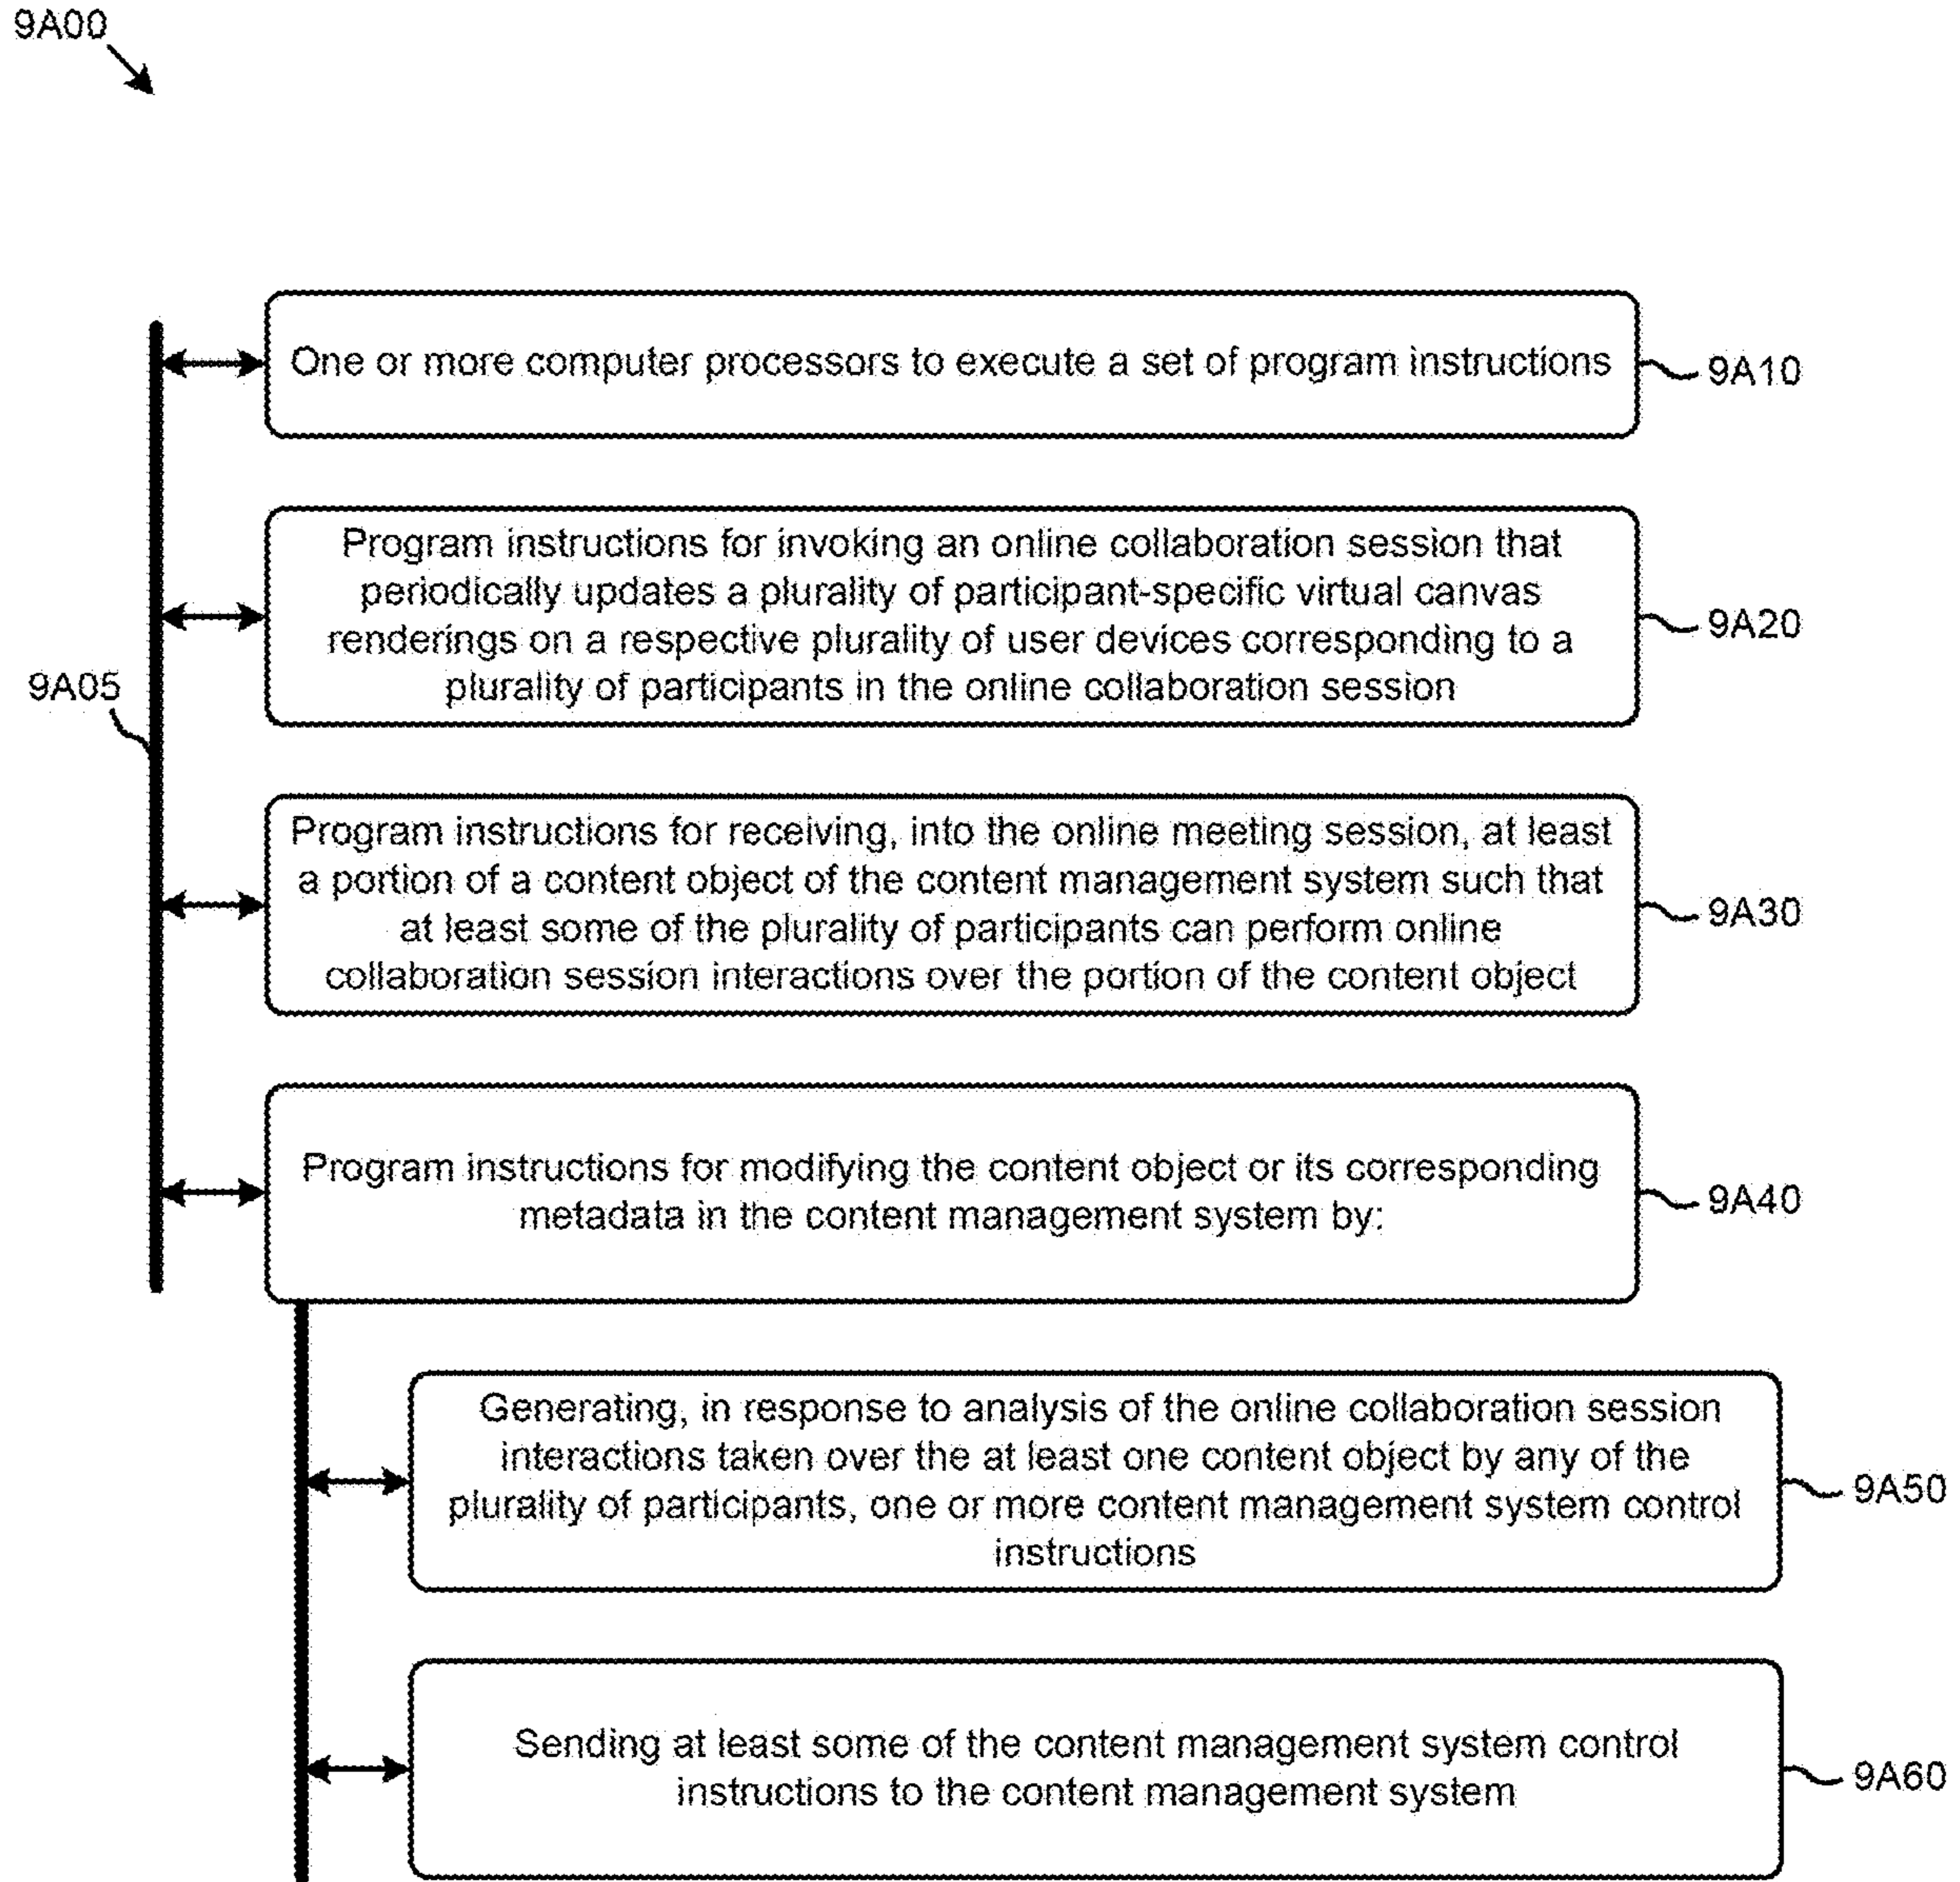 9A00
One or more computer processors to execute a set of program instructions
9A10
Program instructions for invoking an online collaboration session that
periodically updates a plurality of participant-specific virtual canvas
renderings on a respective plurality of user devices corresponding to a
plurality of participants in the online collaboration session
9A20
9A05
Program instructions for receiving, into the online meeting session, at least
a portion of a content object of the content management system such that
at least some of the plurality of participants can perform online
collaboration session interactions over the portion of the content object
9A30
Program instructions for modifying the content object or its corresponding
metadata in the content management system by:
9A40
Generating, in response to analysis of the online collaboration session
interactions taken over the at least one content object by any of the
plurality of participants, one or more content management system control
instructions
9A50
Sending at least some of the content management system control
instructions to the content management system
9A60